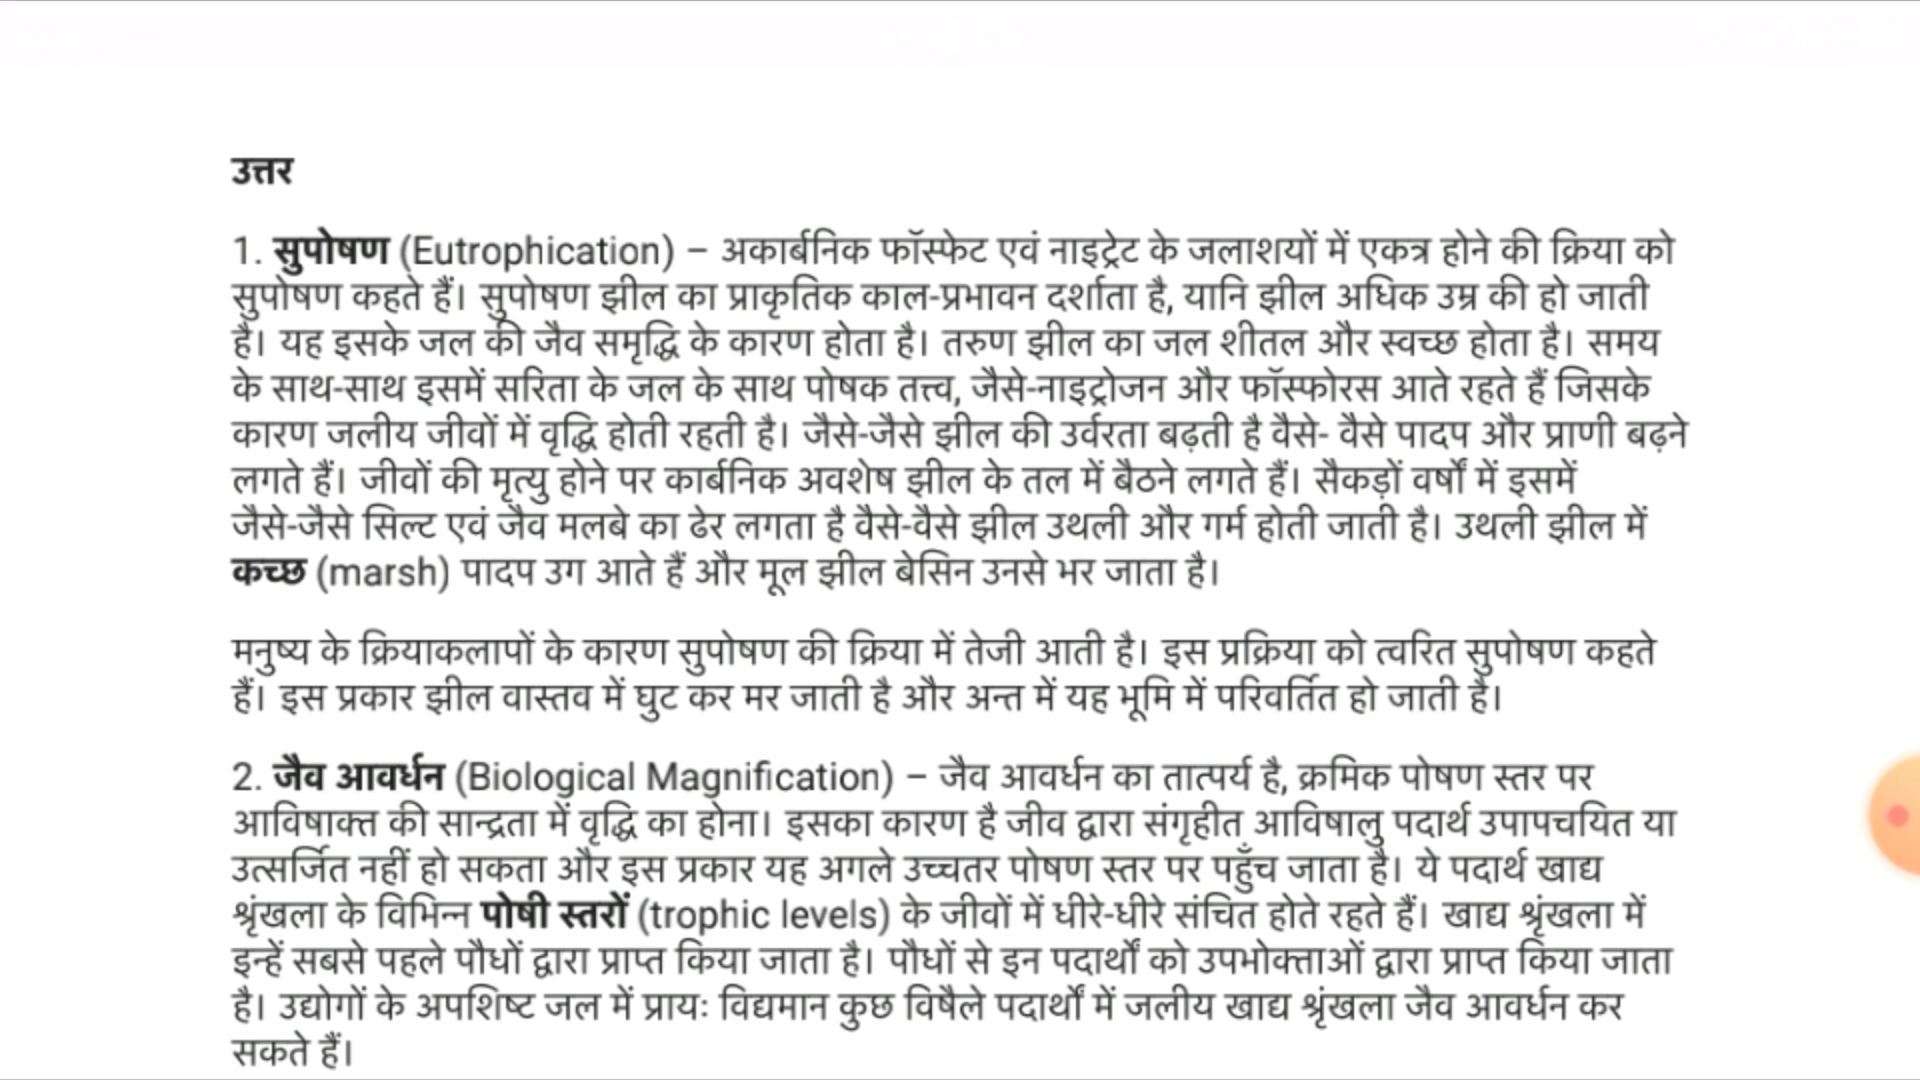 उत्तर
1. सुपोषण (Eutrophication) – अकार्बनिक फॉस्फेट एवं नाइट्रेट के जलाशयों में एकत्र होने की क्रिया को
सुपोषण कहते हैं। सुपोषण झील का प्राकृतिक काल-प्रभावन दर्शाता है, यानि झील अधिक उम्र की हो जाती
है। यह इसके जल की जैव समृद्धि के कारण होता है। तरुण झील का जल शीतल और स्वच्छ होता है। समय
के साथ-साथ इसमें सरिता के जल के साथ पोषक तत्त्व, जैसे-नाइट्रोजन और फॉस्फोरस आते रहते हैं जिसके
कारण जलीय जीवों में वृद्धि होती रहती है। जैसे-जैसे झील की उर्वरता बढ़ती है वैसे- वैसे पादप और प्राणी बढ़ने
लगते हैं। जीवों की मृत्यु होने पर कार्बनिक अवशेष झील के तल में बैठने लगते हैं। सैकड़ों वर्षों में इसमें
जैसे-जैसे सिल्ट एवं जैव मलबे का ढेर लगता है वैसे-वैसे झील उथली और गर्म होती जाती है। उथली झील में
कच्छ (marsh) पादप उग आते हैं और मूल झील बेसिन उनसे भर जाता है।
मनुष्य के क्रियाकलापों के कारण सुपोषण की क्रिया में तेजी आती है। इस प्रक्रिया को त्वरित सुपोषण कहते
हैं। इस प्रकार झील वास्तव में घुट कर मर जाती है और अन्त में यह भूमि में परिवर्तित हो जाती है।
2. जैव आवर्धन (Biological Magnification) – जैव आवर्धन का तात्पर्य है, क्रमिक पोषण स्तर पर
आविषाक्त की सान्द्रता में वृद्धि का होना। इसका कारण है जीव द्वारा संगृहीत आविषालु पदार्थ उपापचयित या
उत्सर्जित नहीं हो सकता और इस प्रकार यह अगले उच्चतर पोषण स्तर पर पहुँच जाता है। ये पदार्थ खाद्य
श्रृंखला के विभिन्न पोषी स्तरों (trophic levels) के जीवों में धीरे-धीरे संचित होते रहते हैं। खाद्य श्रृंखला में
इन्हें सबसे पहले पौधों द्वारा प्राप्त किया जाता है। पौधों से इन पदार्थों को उपभोक्ताओं द्वारा प्राप्त किया जाता
है। उद्योगों के अपशिष्ट जल में प्रायः विद्यमान कुछ विषैले पदार्थों में जलीय खाद्य श्रृंखला जैव आवर्धन कर
सकते हैं।